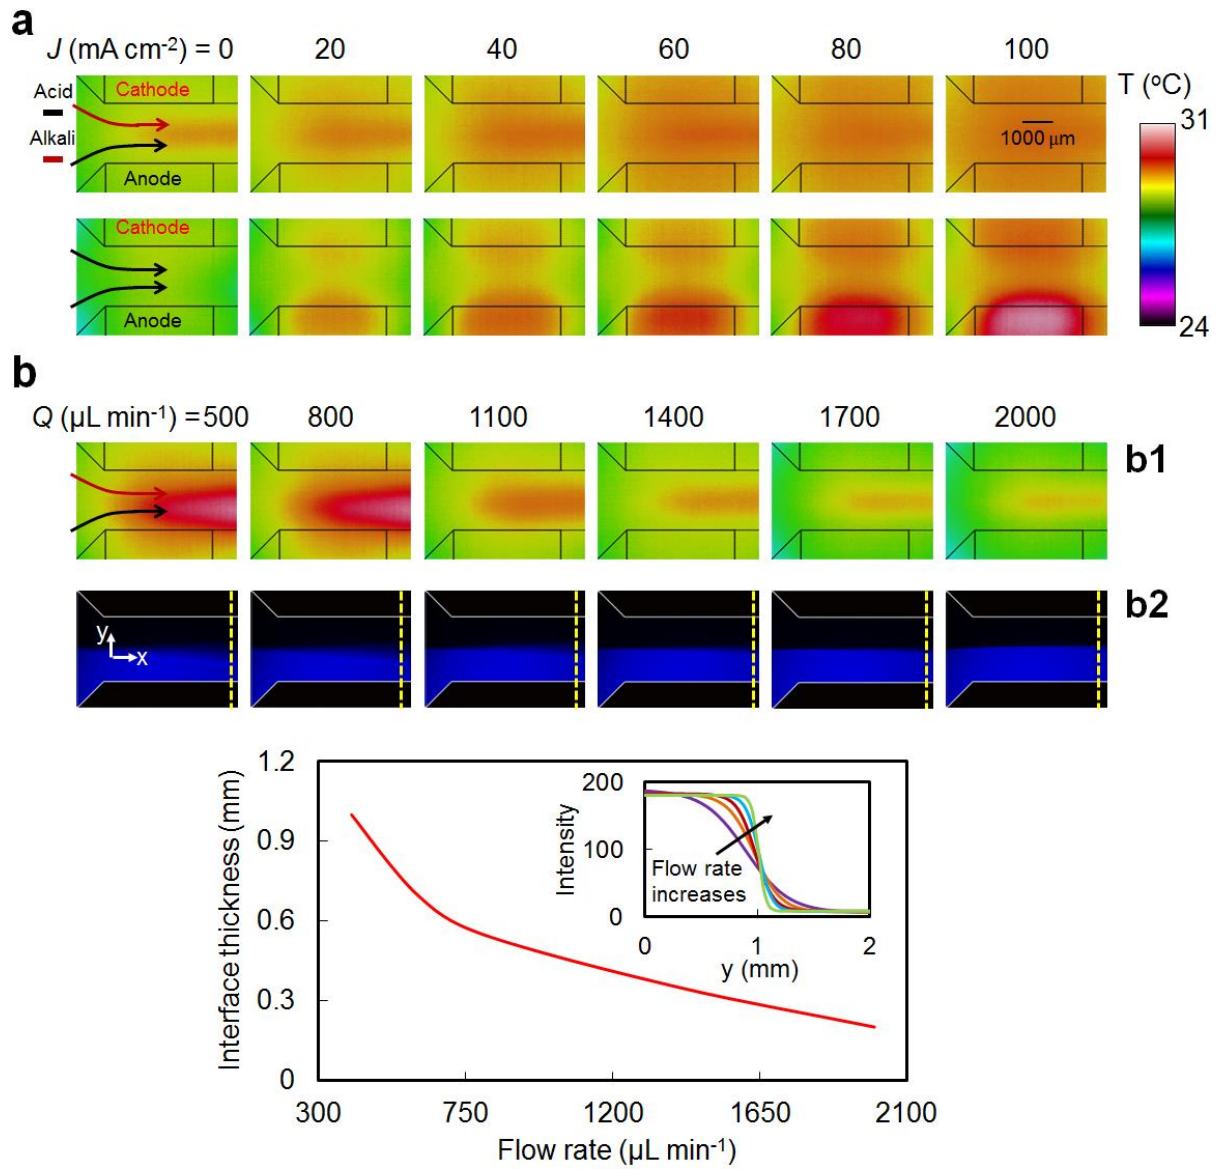 a
J (mA cm⁻²) = 0 20 40 60 80 100
Acid
Alkali
Cathode
Anode
1000 μm
T (°C)
31
Cathode
Anode
24
b
Q (μL min⁻¹) =500 800 1100 1400 1700 2000
b1
b2
y
x
Interface thickness (mm)
1.2
0.9
0.6
0.3
0
300 750 1200 1650 2100
Flow rate (μL min⁻¹)
Intensity
200
100
0
Flow rate
increases
0 1 2
y (mm)